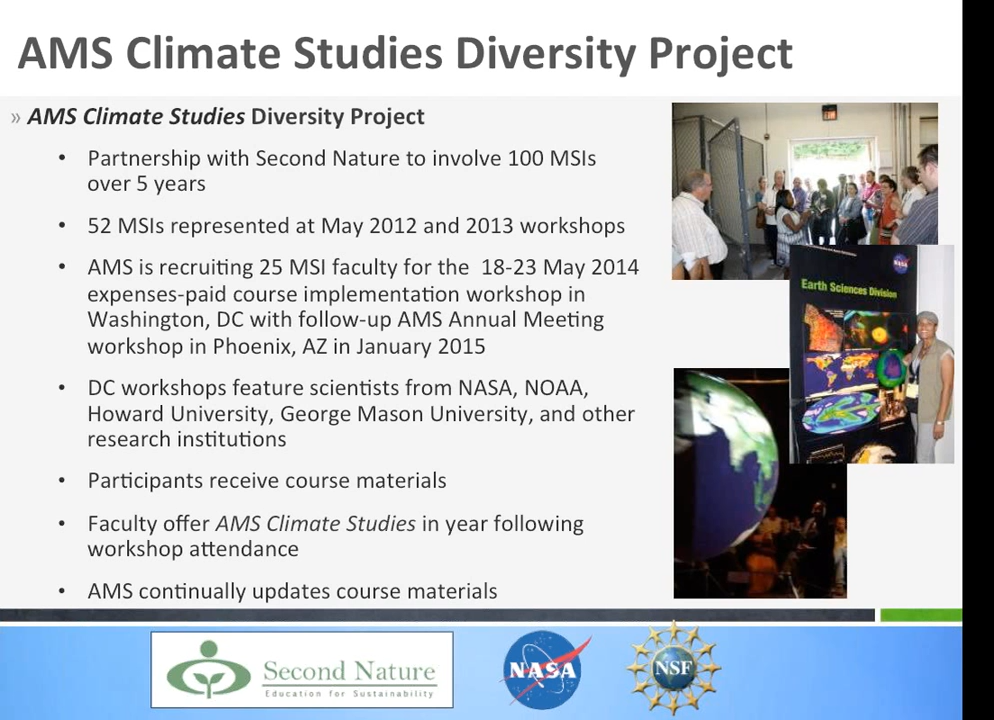 AMS Climate Studies Diversity Project
» AMS Climate Studies Diversity Project
• Partnership with Second Nature to involve 100 MSIs
over 5 years
• 52 MSIs represented at May 2012 and 2013 workshops
• AMS is recruiting 25 MSI faculty for the 18-23 May 2014
expenses-paid course implementation workshop in
Washington, DC with follow-up AMS Annual Meeting
workshop in Phoenix, AZ in January 2015
• DC workshops feature scientists from NASA, NOAA,
Howard University, George Mason University, and other
research institutions
• Participants receive course materials
• Faculty offer AMS Climate Studies in year following
workshop attendance
• AMS continually updates course materials
Earth Sciences Division
Second Nature
Education for Sustainability
NASA
NSF